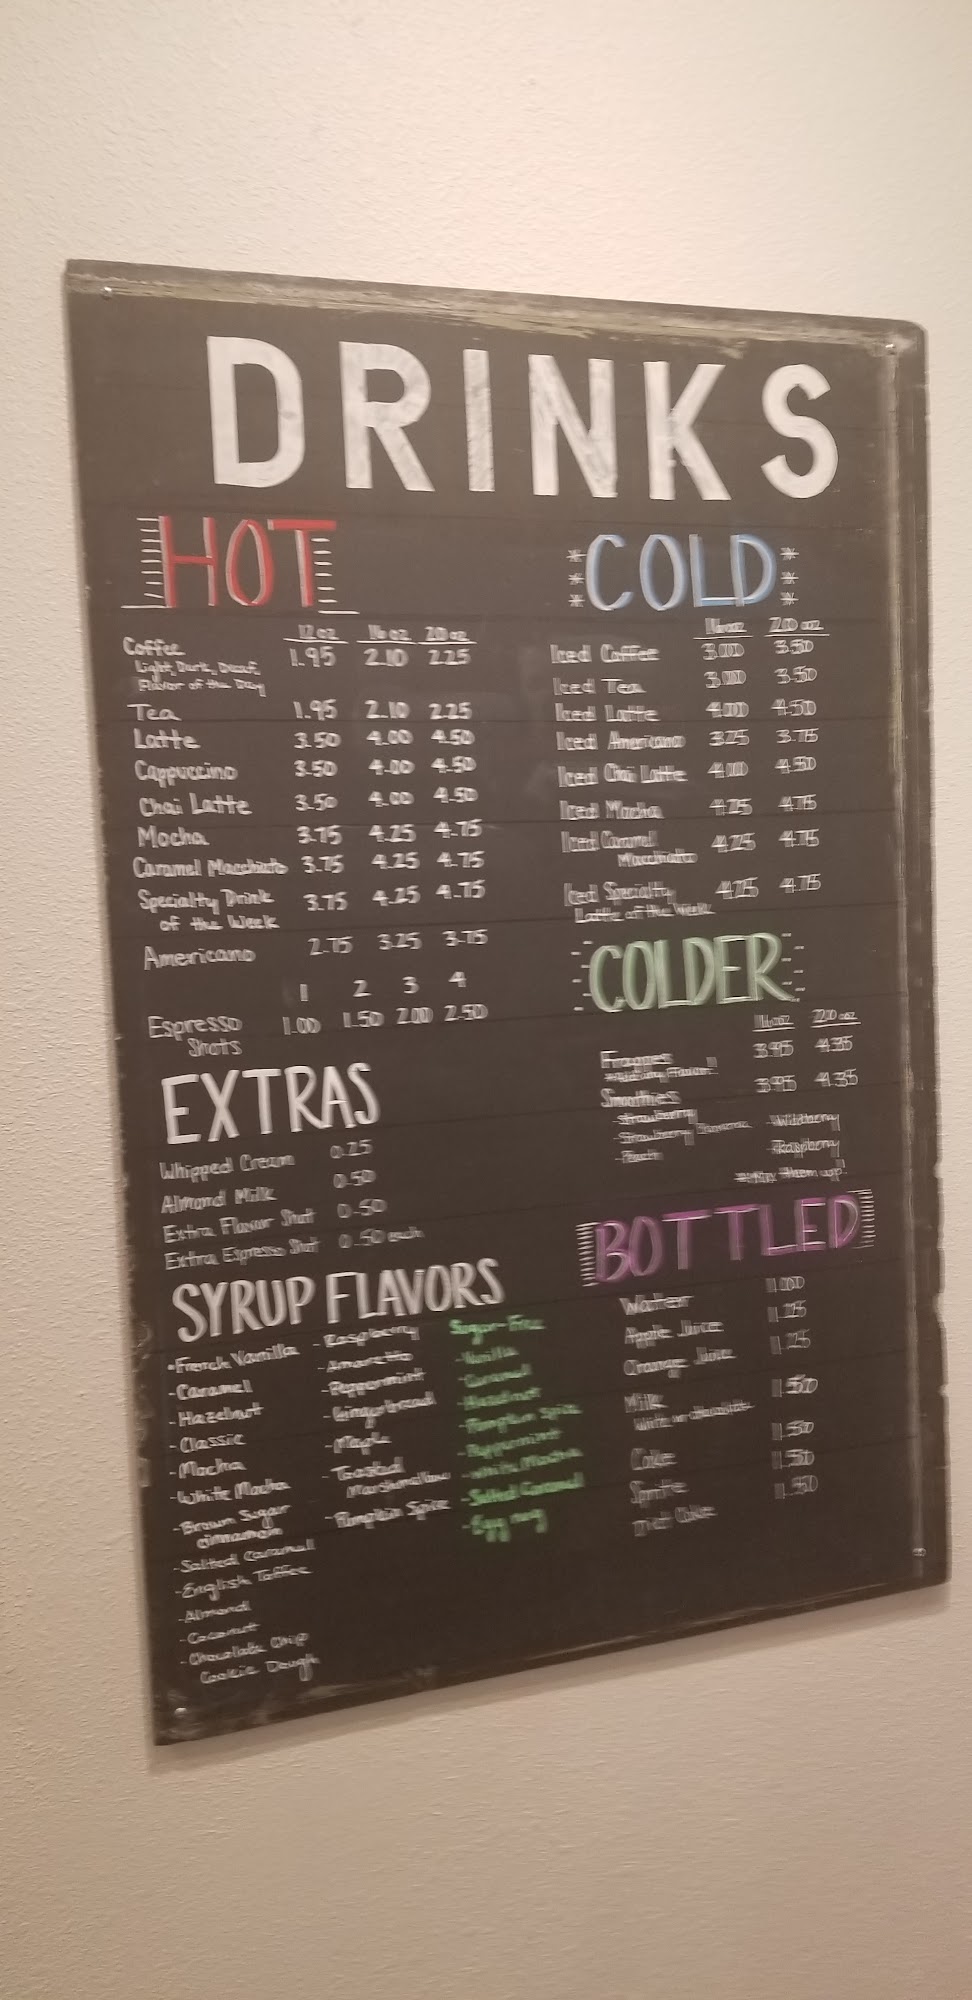 DRINKS
HOT
12 oz 16 oz 20 oz
Coffee 1.95 2.10 2.25
Light, Dark, Decaf,
Flavor of the Day
Tea 1.95 2.10 2.25
Latte 3.50 4.00 4.50
Cappuccino 3.50 4.00 4.50
Chai Latte 3.50 4.00 4.50
Mocha 3.75 4.25 4.75
Caramel Macchiato 3.75 4.25 4.75
Specialty Drink 3.75 4.25 4.75
of the Week
Americano 2.75 3.25 3.75
1 2 3 4
Espresso 1.00 1.50 2.00 2.50
Shots
EXTRAS
Whipped Cream 0.25
Almond Milk 0.50
Extra Flavor Shot 0.50
Extra Espresso Shot 0.50 each
SYRUP FLAVORS
- French Vanilla
- Caramel
- Hazelnut
- Classic
- Mocha
- White Mocha
- Brown Sugar
cinnamon
- Salted Caramel
- English Toffee
- Almond
- Coconut
- Chocolate Chip
Cookie Dough
- Raspberry
- Amaretto
- Peppermint
- Gingerbread
- Maple
- Toasted
Marshmallow
- Pumpkin Spice
Sugar-Free
- Vanilla
- Caramel
- Hazelnut
- Pumpkin Spice
- Peppermint
- White Mocha
- Salted Caramel
- Egg nog
* COLD *
16 oz 20 oz
Iced Coffee 3.00 3.50
Iced Tea 3.00 3.50
Iced Latte 4.00 4.50
Iced Americano 3.25 3.75
Iced Chai Latte 4.00 4.50
Iced Mocha 4.25 4.75
Iced Caramel 4.25 4.75
Macchiato
Iced Specialty 4.25 4.75
Latte of the Week
COLDER
16 oz 20 oz
Frappes 3.95 4.35
Smoothies 3.95 4.35
- Strawberry
- Strawberry Banana
- Peach
- Wildberry
- Raspberry
Mix them up!
BOTTLED
Water 1.00
Apple Juice 1.25
Orange Juice 1.25
Milk 1.50
White or chocolate
Coke 1.50
Sprite 1.50
Diet Coke 1.50